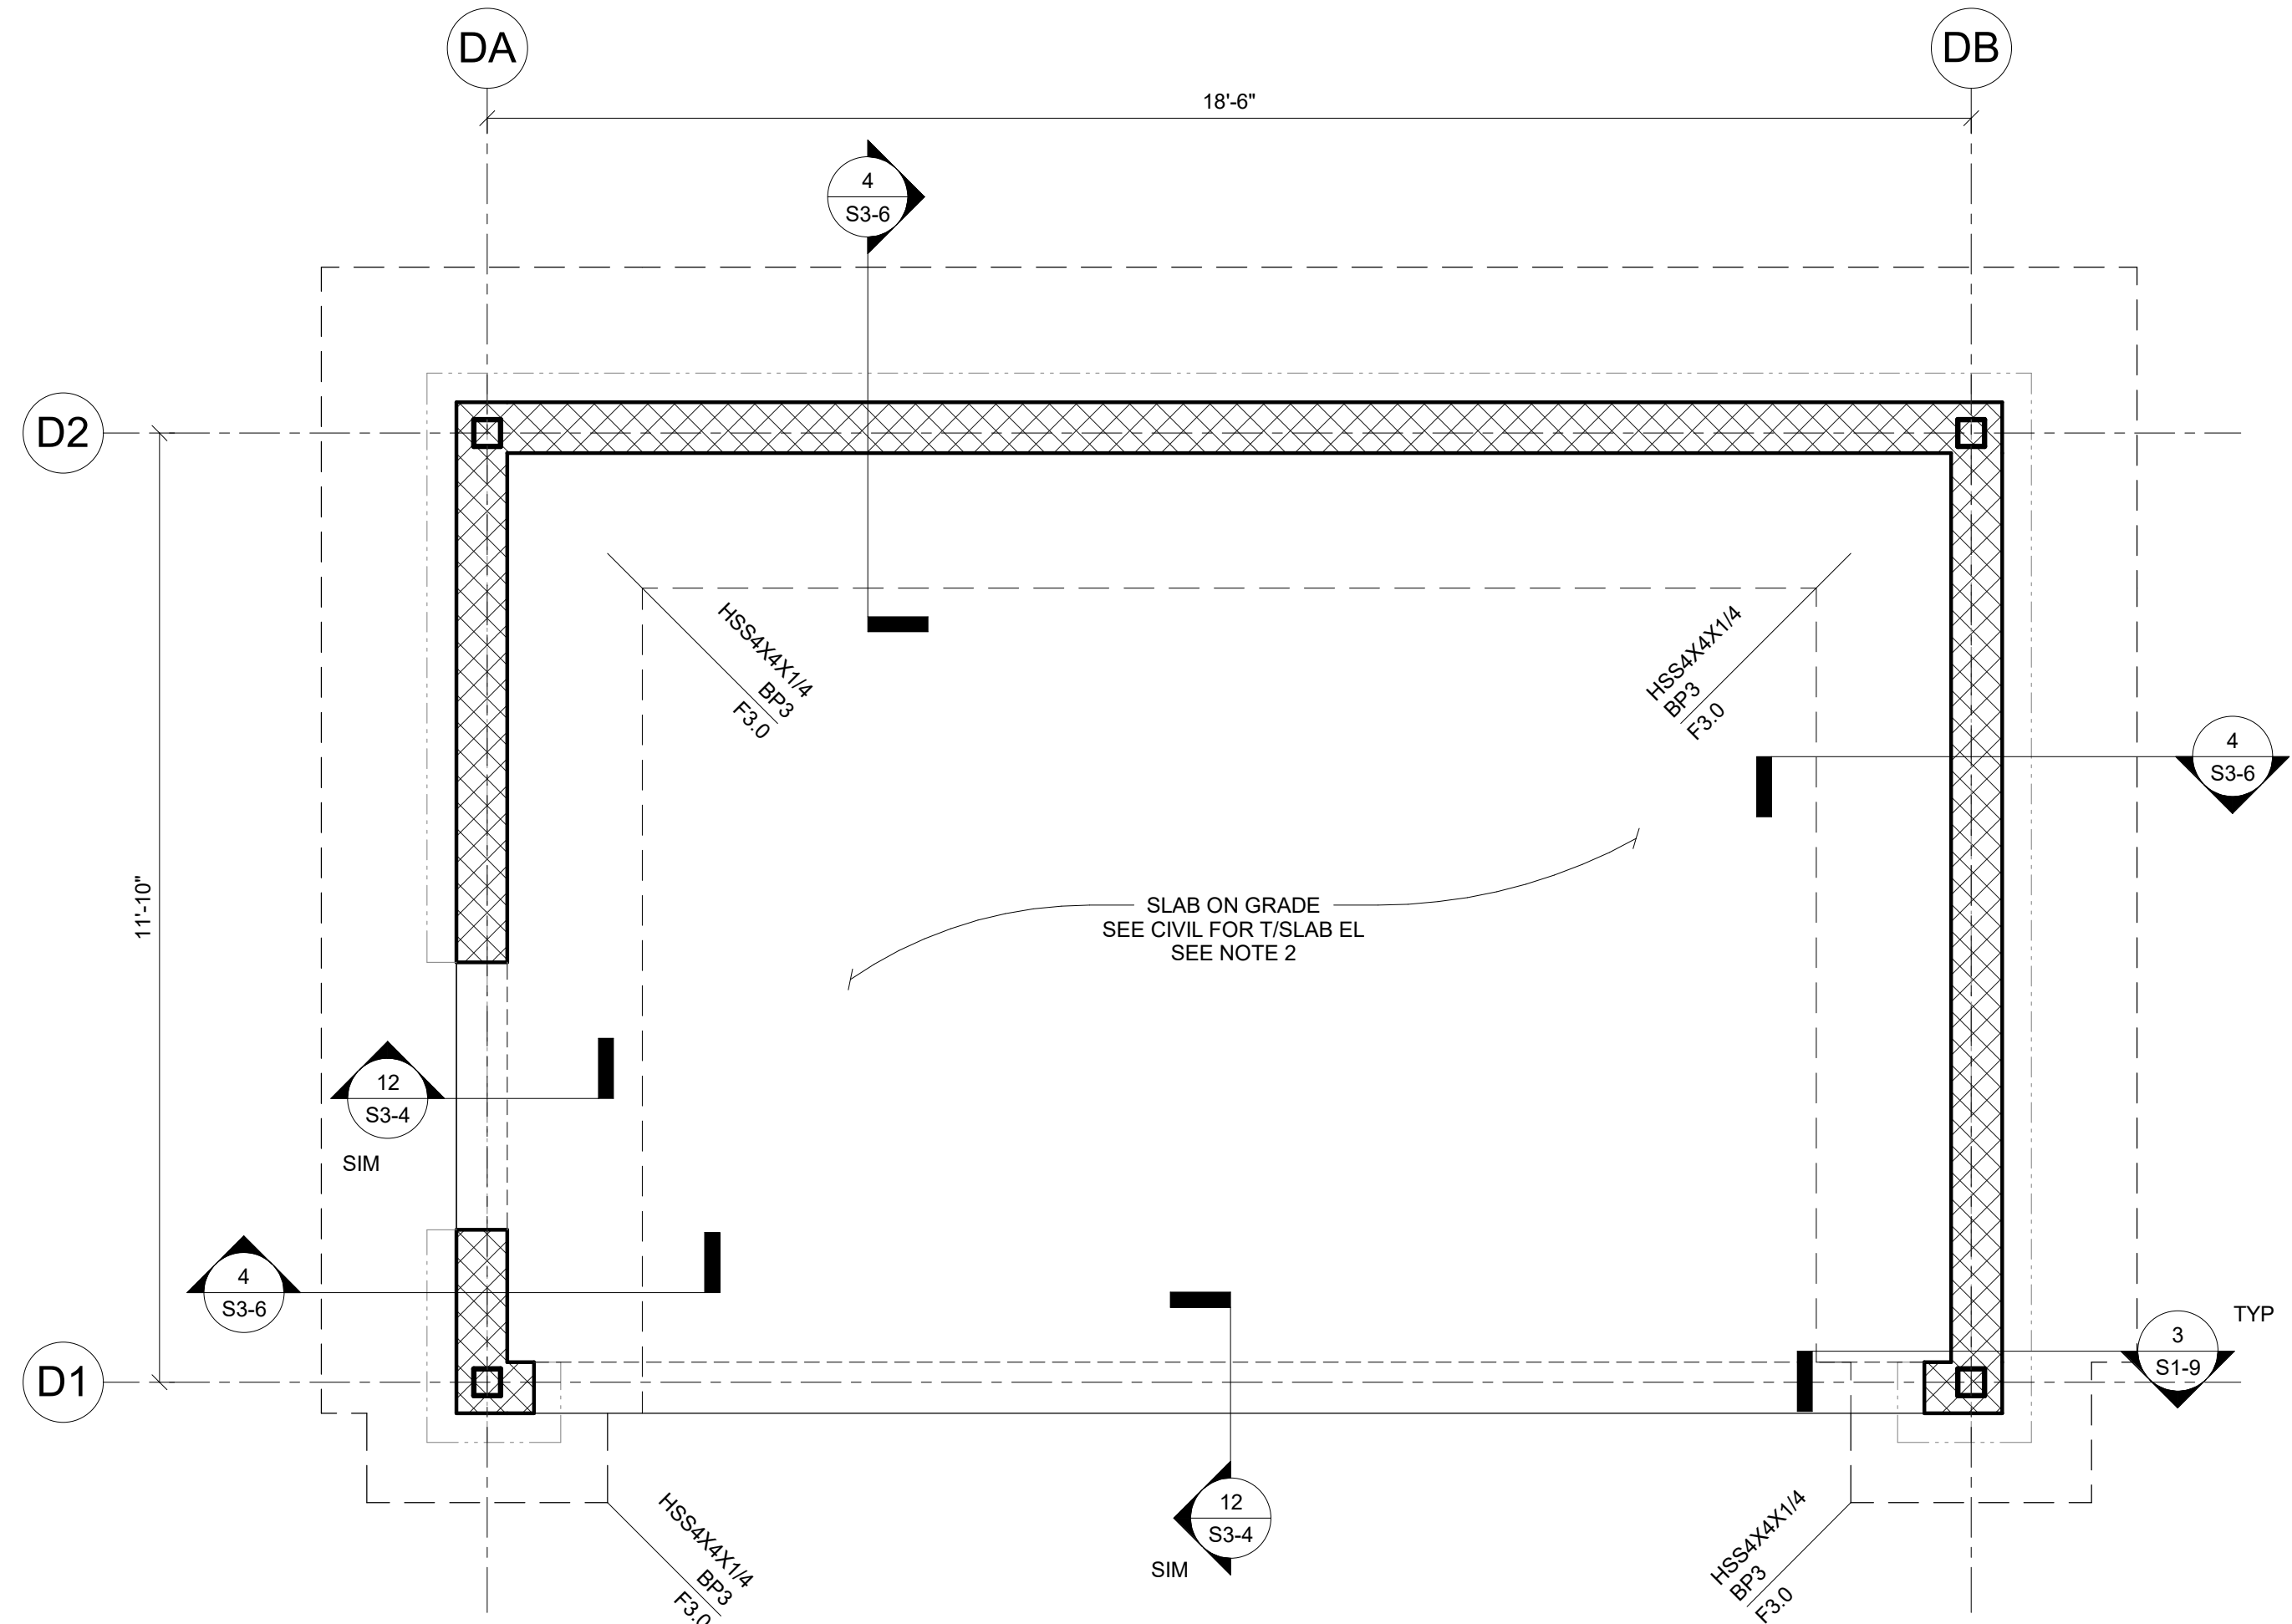 DA
DB
18'-6"
4
S3-6
D2
HSS4X4X1/4
BP3
F3.0
HSS4X4X1/4
BP3
F3.0
4
S3-6
11'-10"
SLAB ON GRADE
SEE CIVIL FOR T/SLAB EL
SEE NOTE 2
12
S3-4
SIM
4
S3-6
TYP
3
S1-9
D1
12
S3-4
SIM
HSS4X4X1/4
BP3
F3.0
HSS4X4X1/4
BP3
F3.0